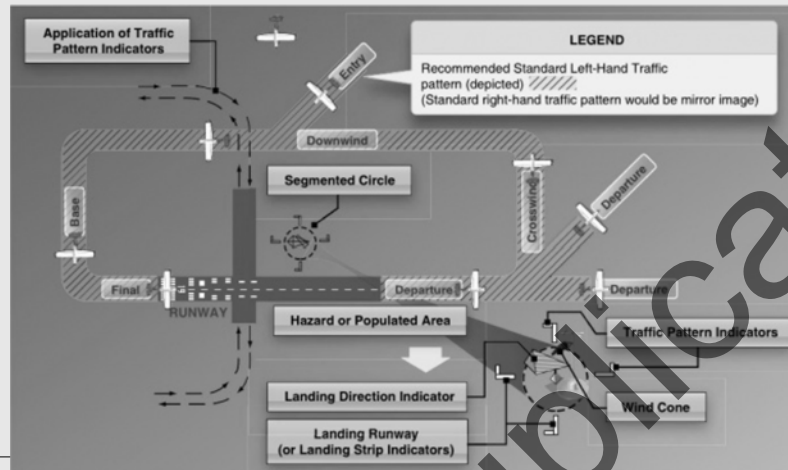 Application of Traffic
Pattern Indicators
LEGEND
Recommended Standard Left-Hand Traffic
pattern (depicted)
(Standard right-hand traffic pattern would be mirror image)
Entry
Downwind
Segmented Circle
Crosswind
Departure
Base
Final
RUNWAY
Departure
Departure
Hazard or Populated Area
Traffic Pattern Indicators
Landing Direction Indicator
Wind Cone
Landing Runway
(or Landing Strip Indicators)